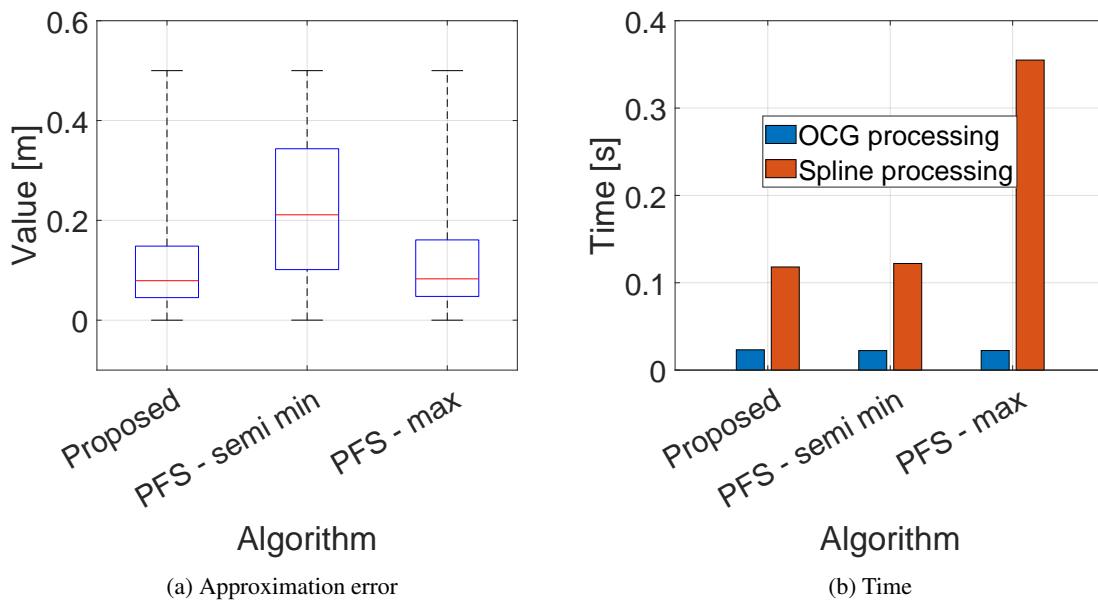 0.6
0.4
0.2
0
Value [m]
Proposed
PFS - semi min
PFS - max
Algorithm
(a) Approximation error
0.4
0.3
0.2
0.1
0
Time [s]
OCG processing
Spline processing
Proposed
PFS - semi min
PFS - max
Algorithm
(b) Time